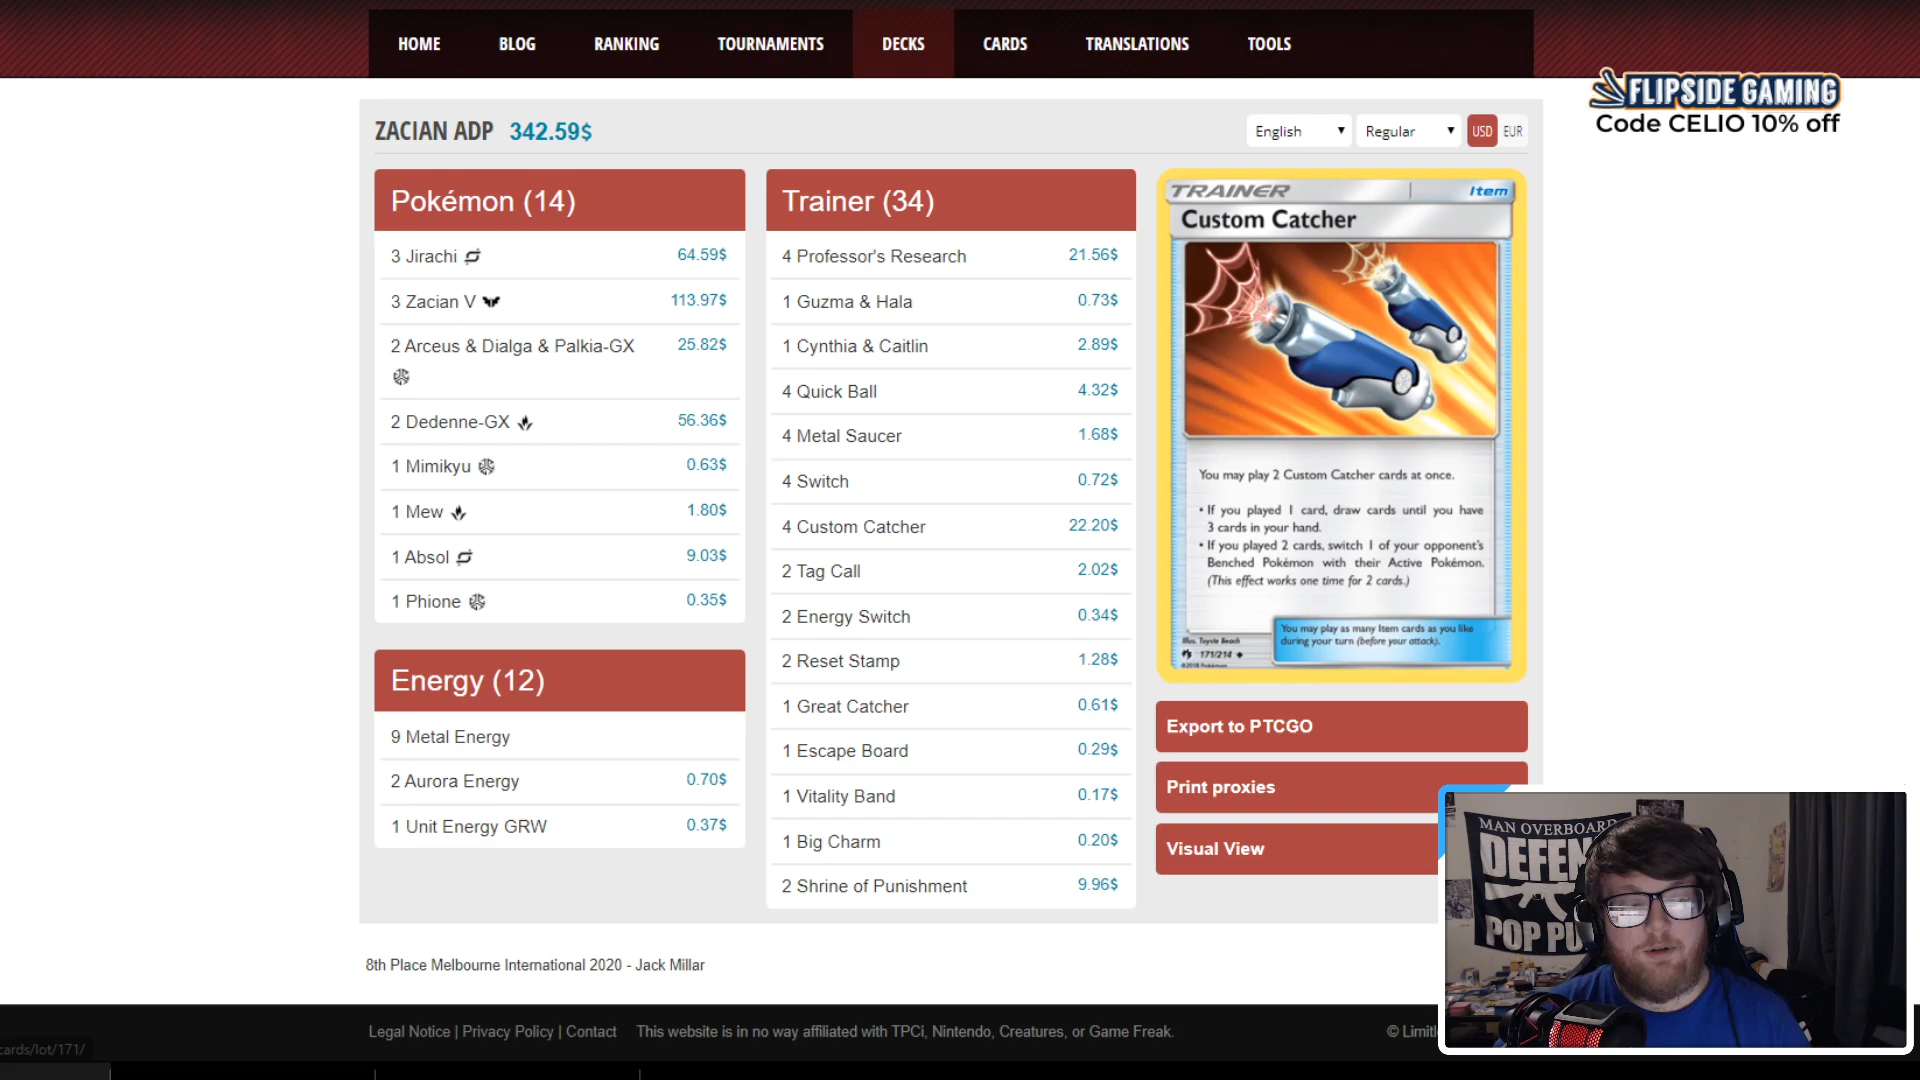 HOME BLOG RANKING TOURNAMENTS DECKS CARDS TRANSLATIONS TOOLS
FLIPSIDE GAMING
Code CELIO 10% off
ZACIAN ADP 342.59$
English Regular USD EUR
Pokémon (14)
3 Jirachi 64.59$
3 Zacian V 113.97$
2 Arceus & Dialga & Palkia-GX 25.82$
2 Dedenne-GX 56.36$
1 Mimikyu 0.63$
1 Mew 1.80$
1 Absol 9.03$
1 Phione 0.35$
Energy (12)
9 Metal Energy
2 Aurora Energy 0.70$
1 Unit Energy GRW 0.37$
Trainer (34)
4 Professor's Research 21.56$
1 Guzma & Hala 0.73$
1 Cynthia & Caitlin 2.89$
4 Quick Ball 4.32$
4 Metal Saucer 1.68$
4 Switch 0.72$
4 Custom Catcher 22.20$
2 Tag Call 2.02$
2 Energy Switch 0.34$
2 Reset Stamp 1.28$
1 Great Catcher 0.61$
1 Escape Board 0.29$
1 Vitality Band 0.17$
1 Big Charm 0.20$
2 Shrine of Punishment 9.96$
TRAINER Item
Custom Catcher
You may play 2 Custom Catcher cards at once.
• If you played 1 card, draw cards until you have
3 cards in your hand.
• If you played 2 cards, switch 1 of your opponent's
Benched Pokémon with their Active Pokémon.
(This effect works one time for 2 cards.)
You may play as many Item cards as you like
during your turn (before your attack).
Illus. Toyste Beach
171/214
©2018 Pokémon
Export to PTCGO
Print proxies
Visual View
MAN OVERBOARD
DEFEN
POP PU
8th Place Melbourne International 2020 - Jack Millar
Legal Notice | Privacy Policy | Contact This website is in no way affiliated with TPCi, Nintendo, Creatures, or Game Freak.
© Limitl
cards/lot/171/